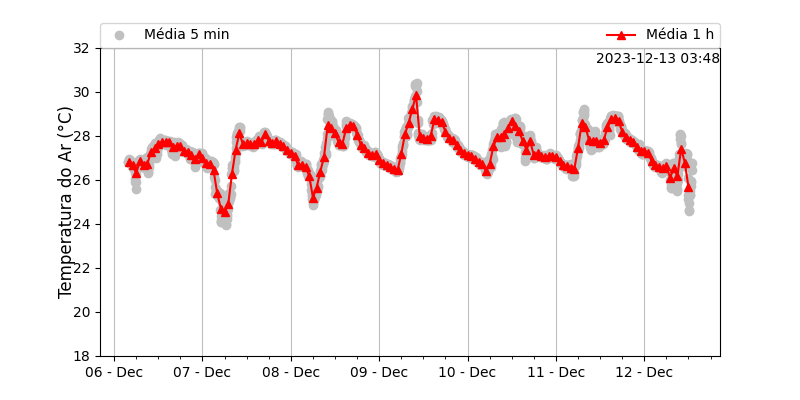 Média 5 min
Média 1 h
2023-12-13 03:48
Temperatura do Ar (°C)
32
30
28
26
24
22
20
18
06 - Dec
07 - Dec
08 - Dec
09 - Dec
10 - Dec
11 - Dec
12 - Dec